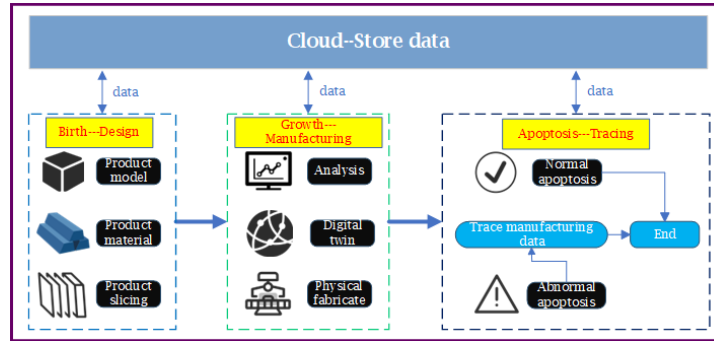 Cloud--Store data
data
data
data
Birth---Design
Product
model
Product
material
Product
slicing
Growth---
Manufacturing
Analysis
Digital
twin
Physical
fabricate
Apoptosis---Tracing
Normal
apoptosis
Trace manufacturing
data
End
Abnormal
apoptosis